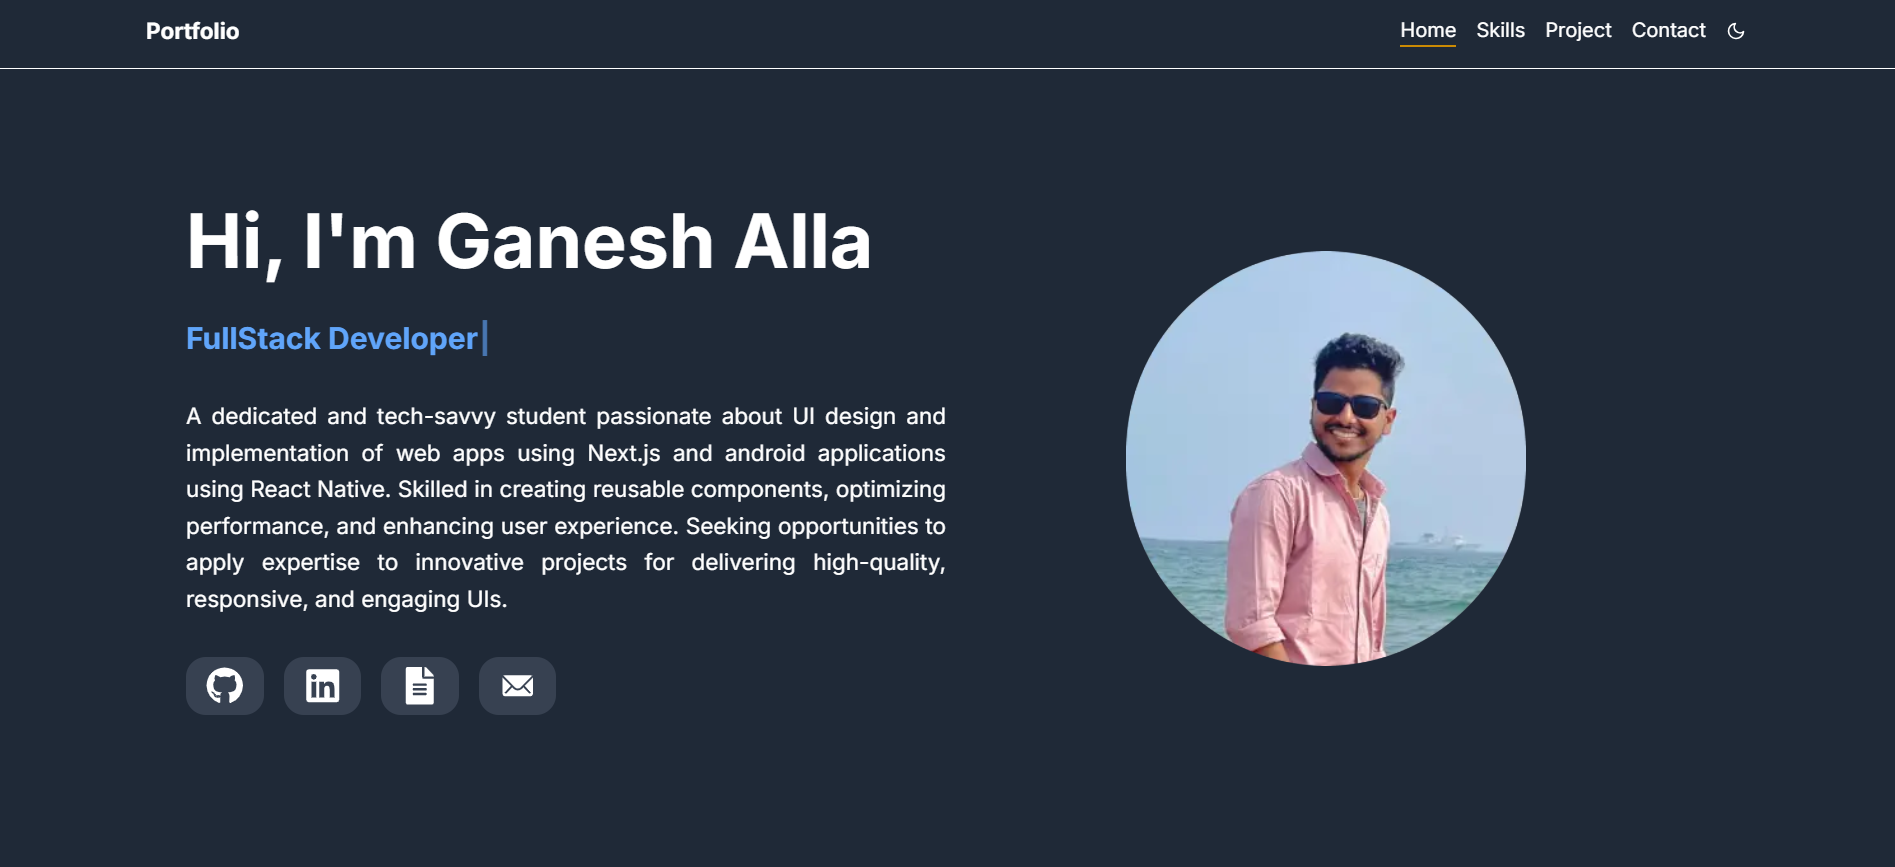 Portfolio
Home Skills Project Contact
Hi, I'm Ganesh Alla
FullStack Developer
A dedicated and tech-savvy student passionate about UI design and
implementation of web apps using Next.js and android applications
using React Native. Skilled in creating reusable components, optimizing
performance, and enhancing user experience. Seeking opportunities to
apply expertise to innovative projects for delivering high-quality,
responsive, and engaging UIs.
in